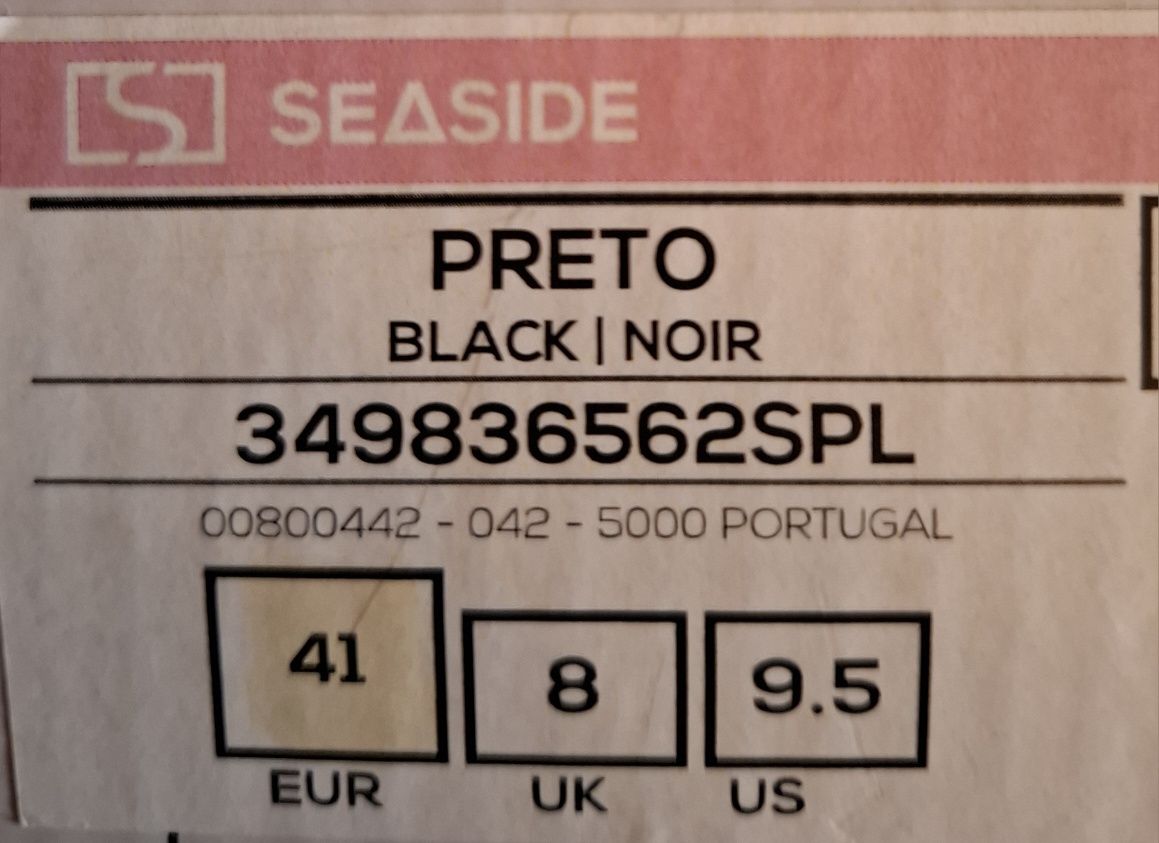 SEASIDE
PRETO
BLACK | NOIR
349836562SPL
00800442 - 042 - 5000 PORTUGAL
41 8 9.5
EUR UK US